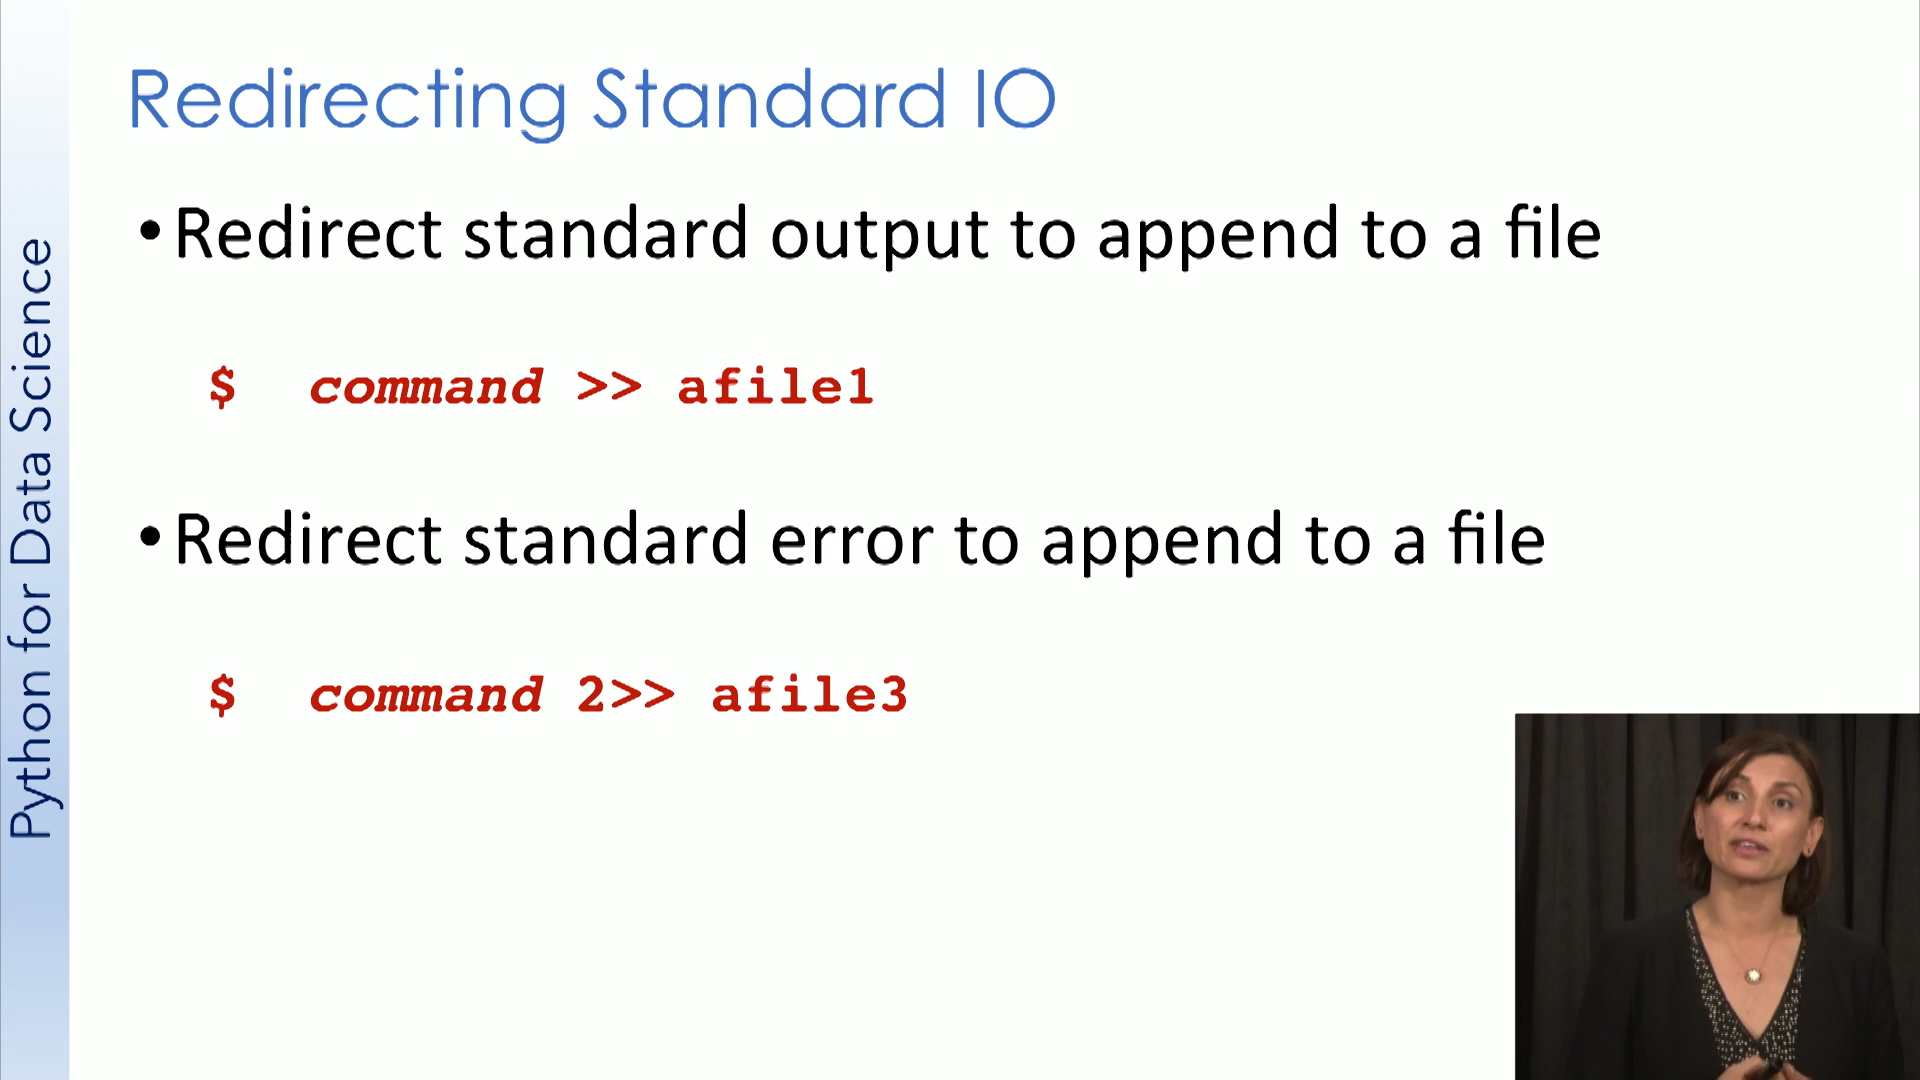 Redirecting Standard IO
•Redirect standard output to append to a file
$ command >> afile1
•Redirect standard error to append to a file
$ command 2>> afile3
Python for Data Science